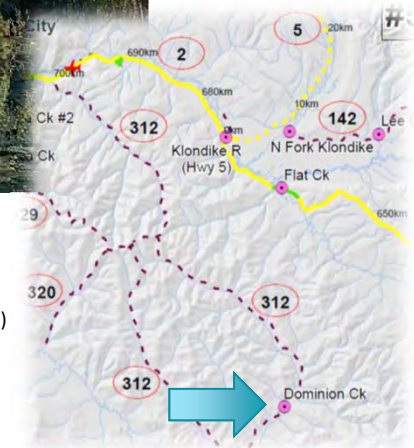 City
#
5
20km
690km
2
700km
680km
10km
142
Lee
Ck #2
312
0km
Klondike R
(Hwy 5)
N Fork Klondike
Ck
Flat Ck
29
650km
320
312
)
312
Dominion Ck